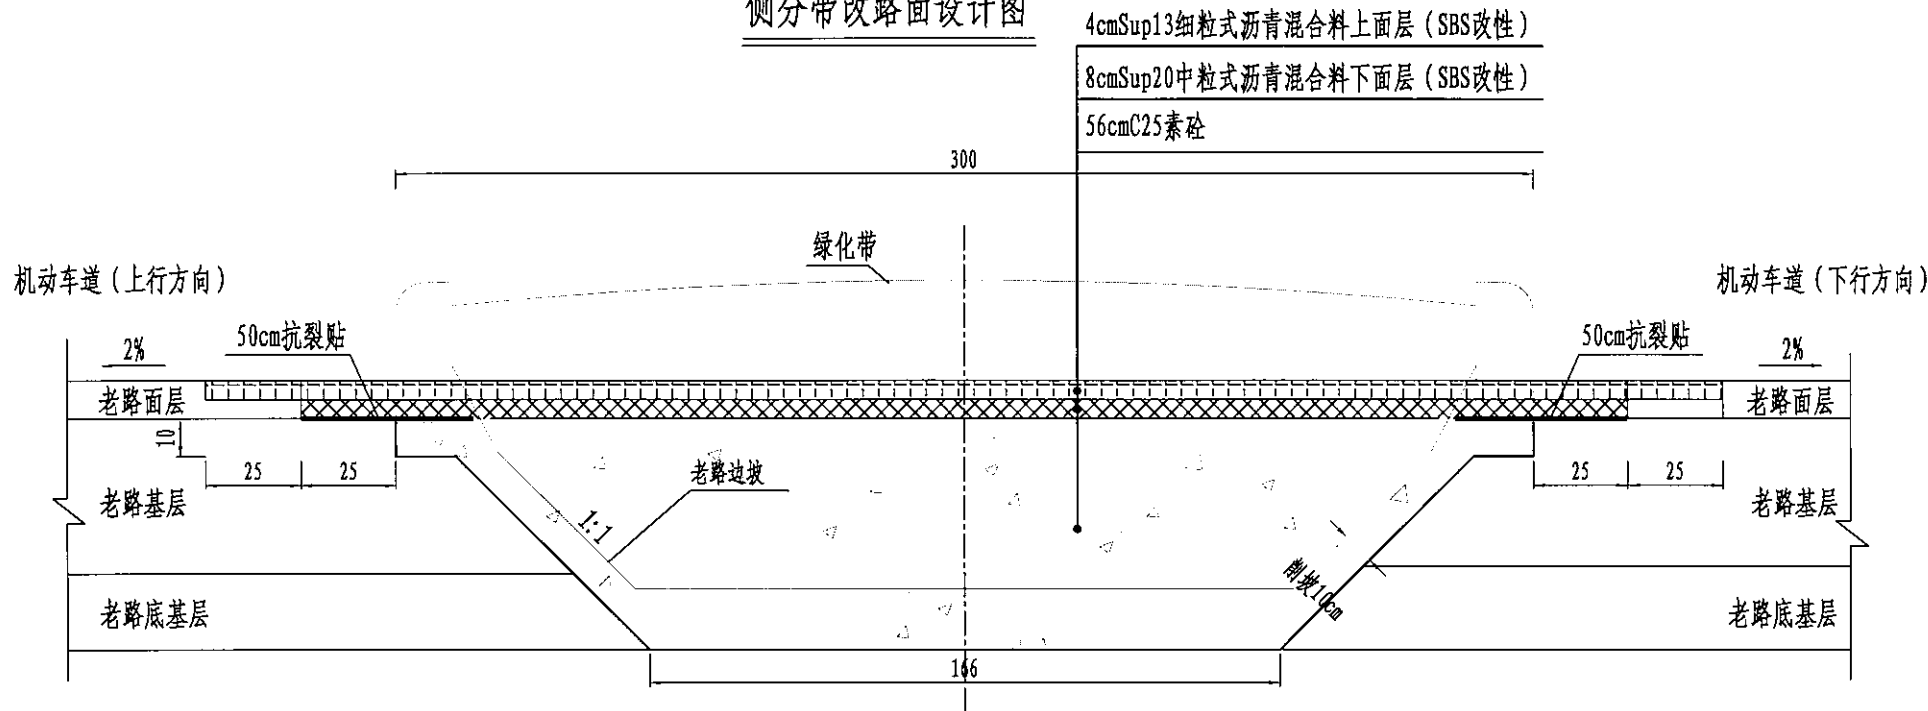 侧分带改路面设计图
4cmSup13细粒式沥青混合料上面层（SBS改性）
8cmSup20中粒式沥青混合料下面层（SBS改性）
56cmC25素砼
300
绿化带
机动车道（上行方向）
机动车道（下行方向）
50cm抗裂贴
50cm抗裂贴
2%
2%
老路面层
老路面层
10
25
25
老路边坡
25
25
老路基层
老路基层
1:1
削坡10cm
老路底基层
老路底基层
166